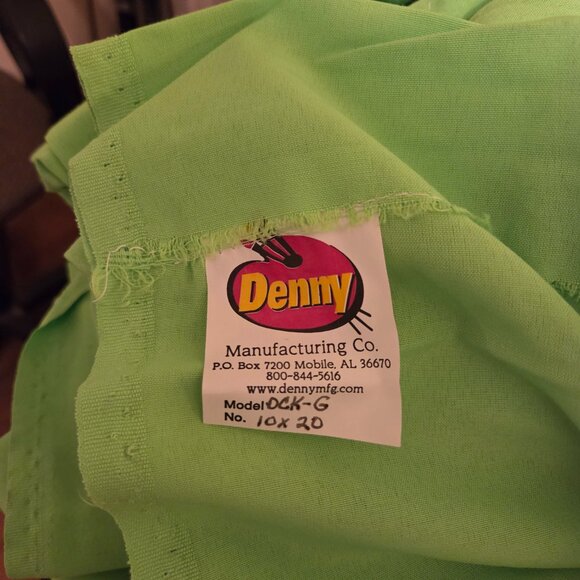 Denny
Manufacturing Co.
P.O. Box 7200 Mobile, AL 36670
800-844-5616
www.dennymfg.com
Model DCK-G
No. 10x20